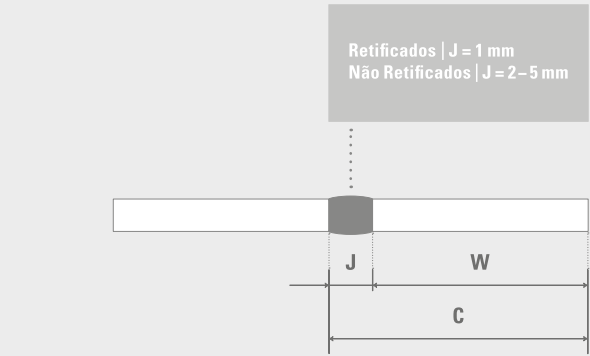 Retificados | J = 1 mm
Não Retificados | J = 2–5 mm
J
W
C